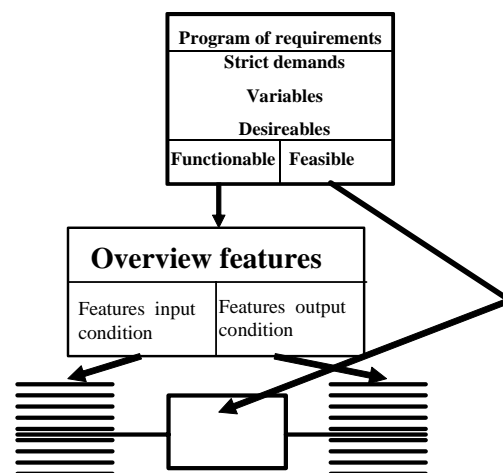 Program of requirements
Strict demands
Variables
Desireables
Functionable Feasible
Overview features
Features input condition
Features output condition